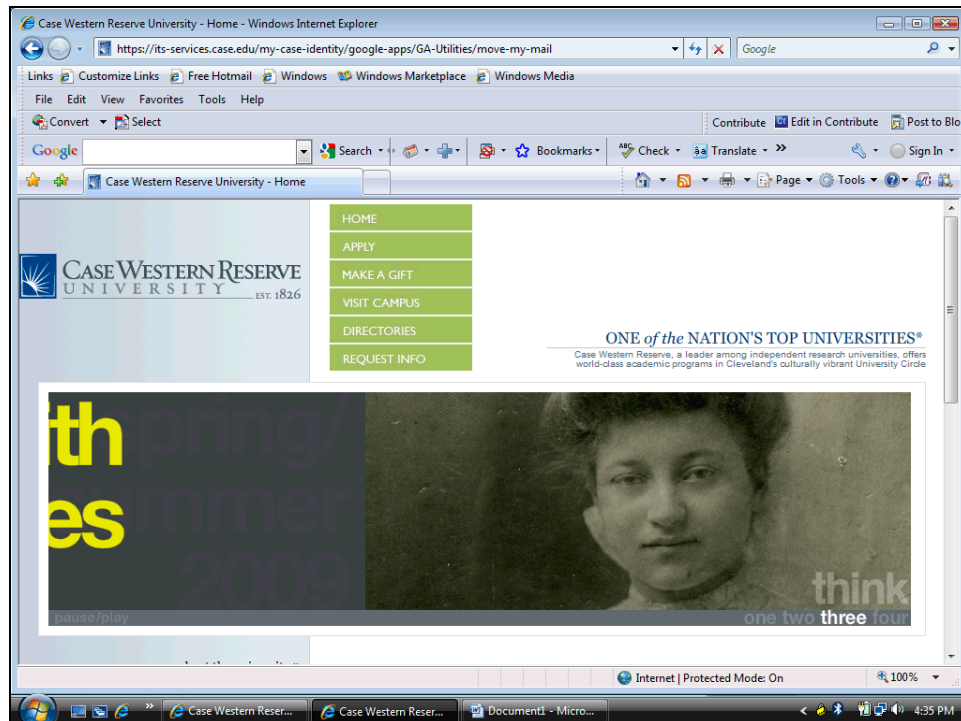 Case Western Reserve University - Home - Windows Internet Explorer
https://its-services.case.edu/my-case-identity/google-apps/GA-Utilities/move-my-mail
Google
Links Customize Links Free Hotmail Windows Windows Marketplace Windows Media
File Edit View Favorites Tools Help
Convert Select
Contribute Edit in Contribute Post to Blo
Google Search Bookmarks Check Translate Sign In
Case Western Reserve University - Home
Page Tools
HOME
APPLY
MAKE A GIFT
VISIT CAMPUS
DIRECTORIES
REQUEST INFO
CASE WESTERN RESERVE
UNIVERSITY EST. 1826
ONE of the NATION'S TOP UNIVERSITIES*
Case Western Reserve, a leader among independent research universities, offers
world-class academic programs in Cleveland's culturally vibrant University Circle
ith
es
spring/
summer
2009
think
pause/play
one two three four
Internet | Protected Mode: On
100%
Case Western Reser...
Case Western Reser...
Document1 - Micro...
4:35 PM